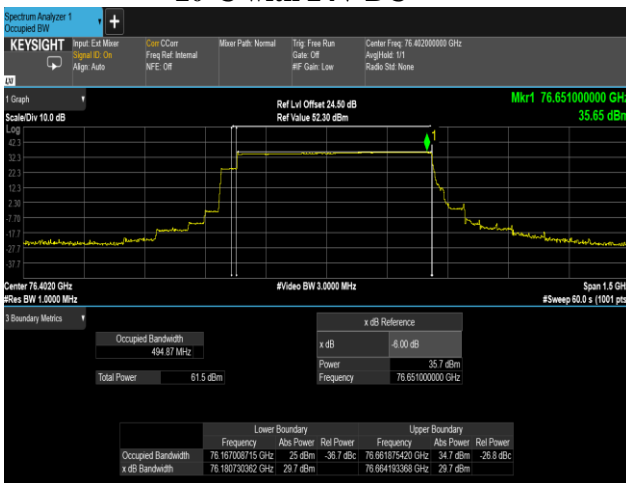 Spectrum Analyzer 1
Occupied BW
+
KEYSIGHT
Input: Ext Mixer
Signal ID: On
Align: Auto
Corr CCorr
Freq Ref: Internal
NFE: Off
Mixer Path: Normal
Trig: Free Run
Gate: Off
#IF Gain: Low
Center Freq: 76.402000000 GHz
Avg|Hold: 1/1
Radio Std: None
LXI
1 Graph
Scale/Div 10.0 dB
Ref Lvl Offset 24.50 dB
Ref Value 52.30 dBm
Mkr1 76.651000000 GHz
35.65 dBm
Log
42.3
32.3
22.3
12.3
2.30
-7.70
-17.7
-27.7
-37.7
1
Center 76.4020 GHz
#Res BW 1.0000 MHz
#Video BW 3.0000 MHz
Span 1.5 GH
#Sweep 60.0 s (1001 pts
3 Boundary Metrics
Occupied Bandwidth
494.87 MHz
Total Power 61.5 dBm
x dB Reference
x dB -6.00 dB
Power 35.7 dBm
Frequency 76.651000000 GHz
Lower Boundary Upper Boundary
Frequency Abs Power Rel Power Frequency Abs Power Rel Power
Occupied Bandwidth 76.167008715 GHz 25 dBm -36.7 dBc 76.661875420 GHz 34.7 dBm -26.8 dBc
x dB Bandwidth 76.180730362 GHz 29.7 dBm 76.664193368 GHz 29.7 dBm